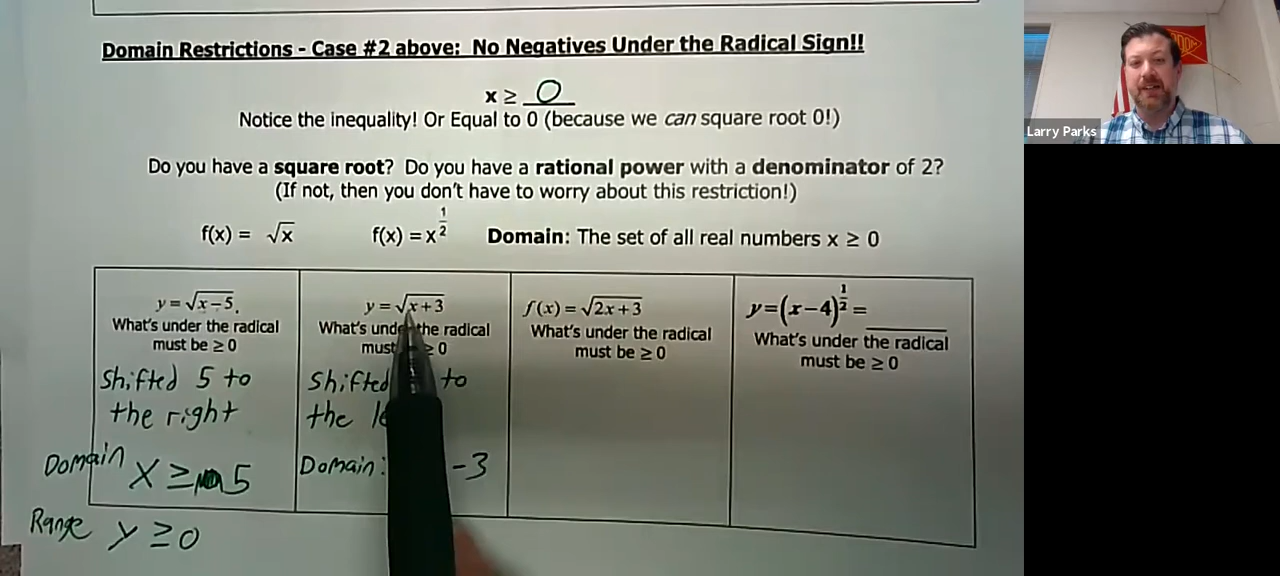 Domain Restrictions - Case #2 above: No Negatives Under the Radical Sign!!
x ≥ 0
Notice the inequality! Or Equal to 0 (because we can square root 0!)
Do you have a square root? Do you have a rational power with a denominator of 2?
(If not, then you don't have to worry about this restriction!)
f(x) = √x f(x) = x^(1/2) Domain: The set of all real numbers x ≥ 0
y = √(x-5).
What's under the radical
must be ≥ 0
Shifted 5 to
the right
Domain x ≥ 5
Range y ≥ 0
y = √(x+3)
What's the radical
must ≥ 0
Shifted to
the
Domain: -3
f(x) = √(2x+3)
What's under the radical
must be ≥ 0
y=(x-4)^(1/2) =
What's under the radical
must be ≥ 0
Larry Parks